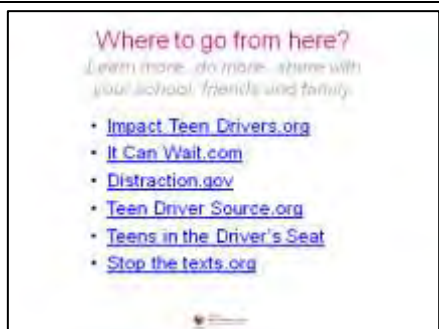 Where to go from here?
Learn more, do more, share with
your school, friends and family.
• Impact Teen Drivers.org
• It Can Wait.com
• Distraction.gov
• Teen Driver Source.org
• Teens in the Driver's Seat
• Stop the texts.org